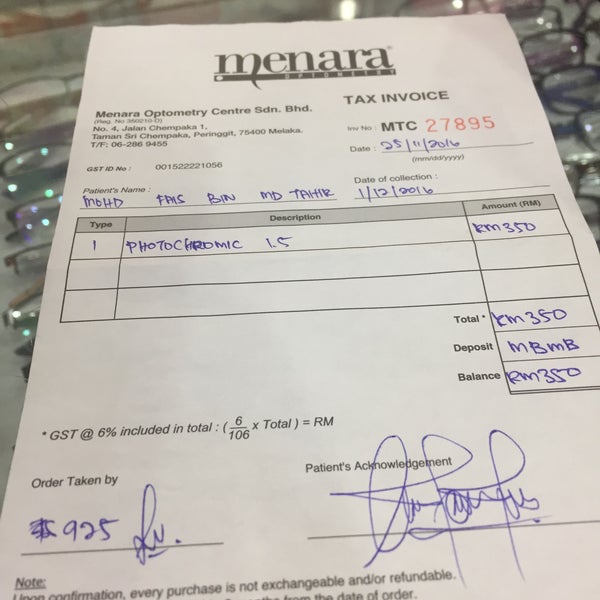 menara
OPTOMETRY
TAX INVOICE
Menara Optometry Centre Sdn. Bhd.
(Reg. No 350210-D)
No. 4, Jalan Chempaka 1,
Taman Sri Chempaka, Peringgit, 75400 Melaka.
T/F: 06-286 9455
Inv No : MTC 27895
Date : 25/11/2016
(mm/dd/yyyy)
GST ID No : 001522221056
Date of collection :
1/12/2016
Patient's Name :
MOHD FAIS BIN MD TAHIR
Type Description Amount (RM)
1 PHOTOCHROMIC 1.5 RM350
Total * RM350
Deposit MBMB
Balance RM350
* GST @ 6% included in total : ( 6/106 x Total ) = RM
Order Taken by
Patient's Acknowledgement
925
Note:
Upon confirmation, every purchase is not exchangeable and/or refundable.
from the date of order.